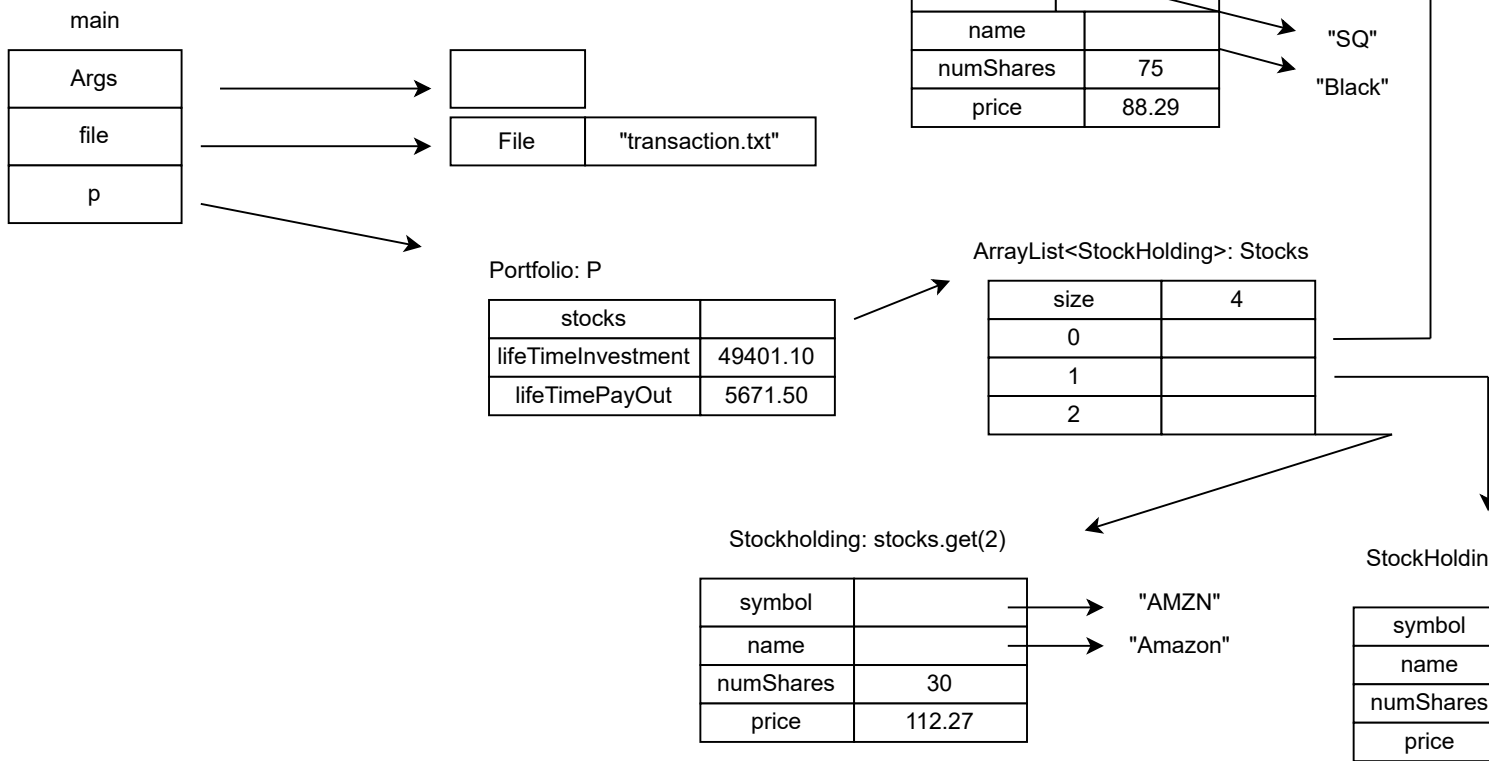 main
Args
file
p
File "transaction.txt"
name
numShares 75
price 88.29
"SQ"
"Black"
Portfolio: P
stocks
lifeTimeInvestment 49401.10
lifeTimePayOut 5671.50
ArrayList<StockHolding>: Stocks
size 4
0
1
2
Stockholding: stocks.get(2)
symbol "AMZN"
name "Amazon"
numShares 30
price 112.27
StockHoldin
symbol
name
numShares
price